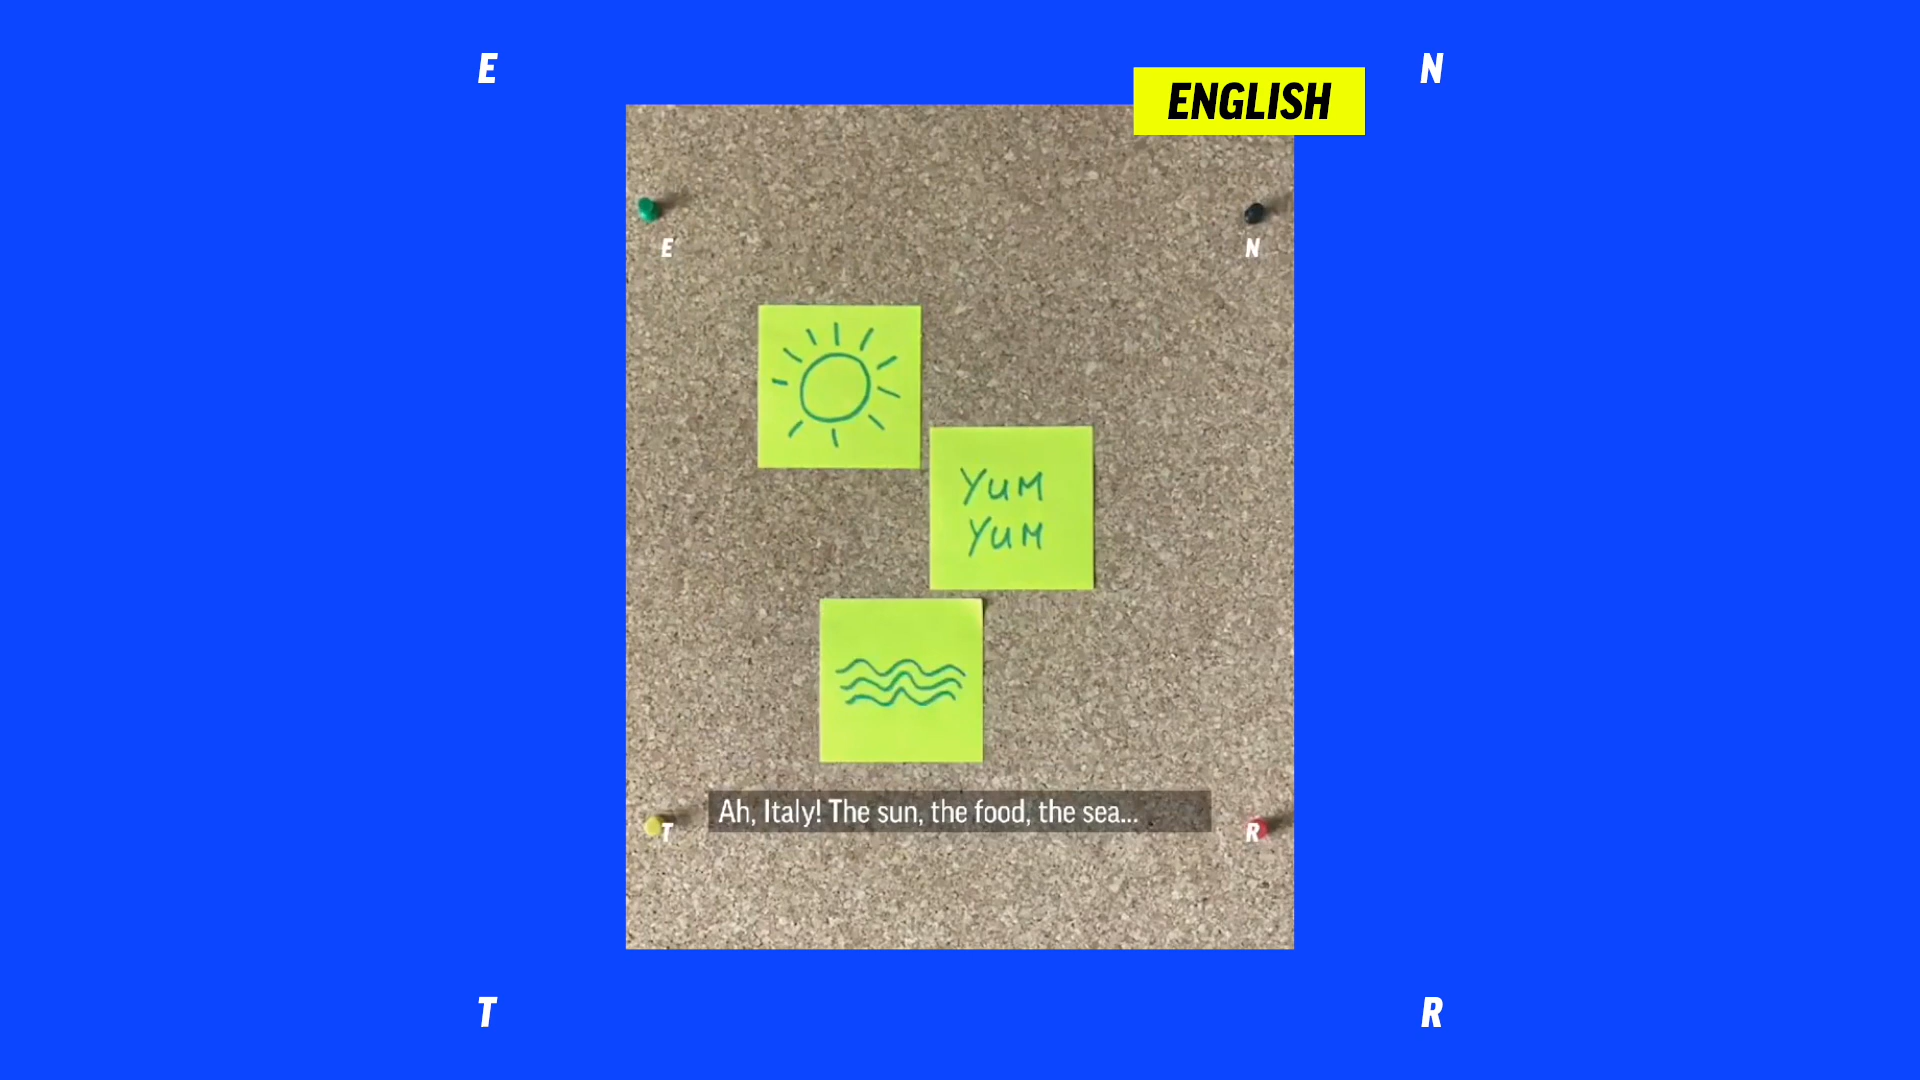 E
N
ENGLISH
E
N
YUM
YUM
Ah, Italy! The sun, the food, the sea...
T
R
T
R